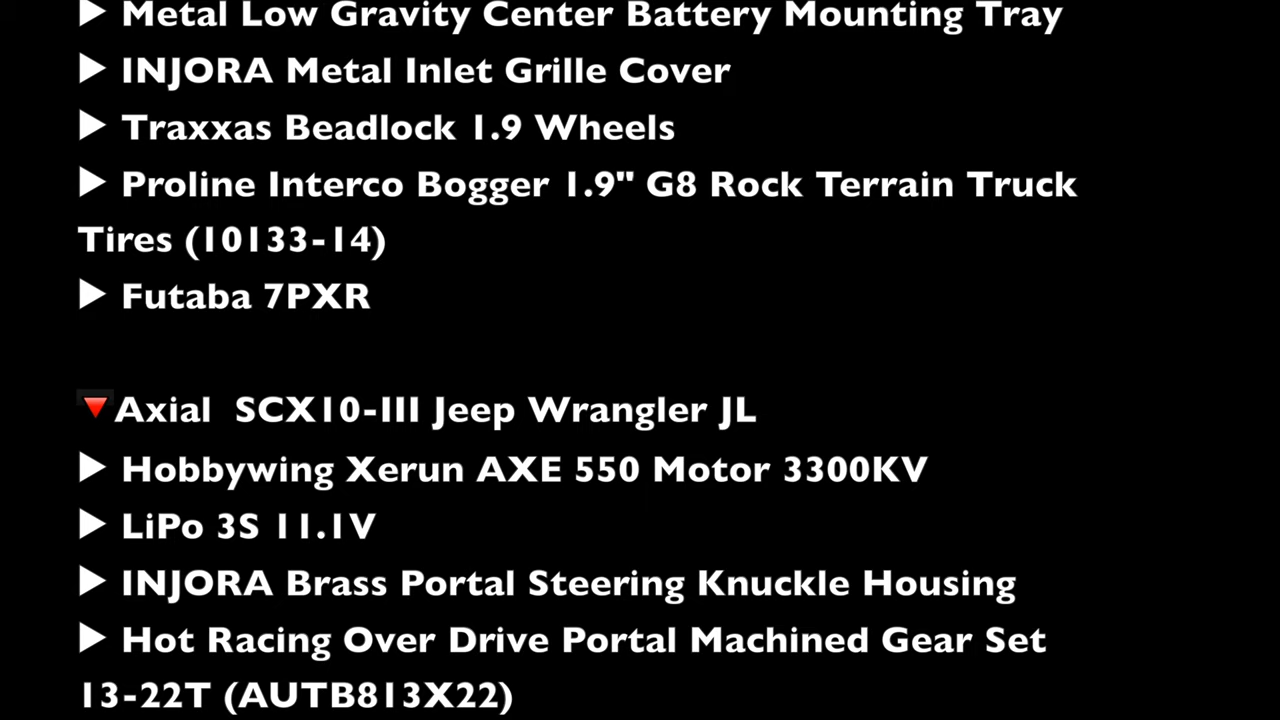 ▶ Metal Low Gravity Center Battery Mounting Tray
▶ INJORA Metal Inlet Grille Cover
▶ Traxxas Beadlock 1.9 Wheels
▶ Proline Interco Bogger 1.9" G8 Rock Terrain Truck
Tires (10133-14)
▶ Futaba 7PXR
🔻Axial  SCX10-III Jeep Wrangler JL
▶ Hobbywing Xerun AXE 550 Motor 3300KV
▶ LiPo 3S 11.1V
▶ INJORA Brass Portal Steering Knuckle Housing
▶ Hot Racing Over Drive Portal Machined Gear Set
13-22T (AUTB813X22)